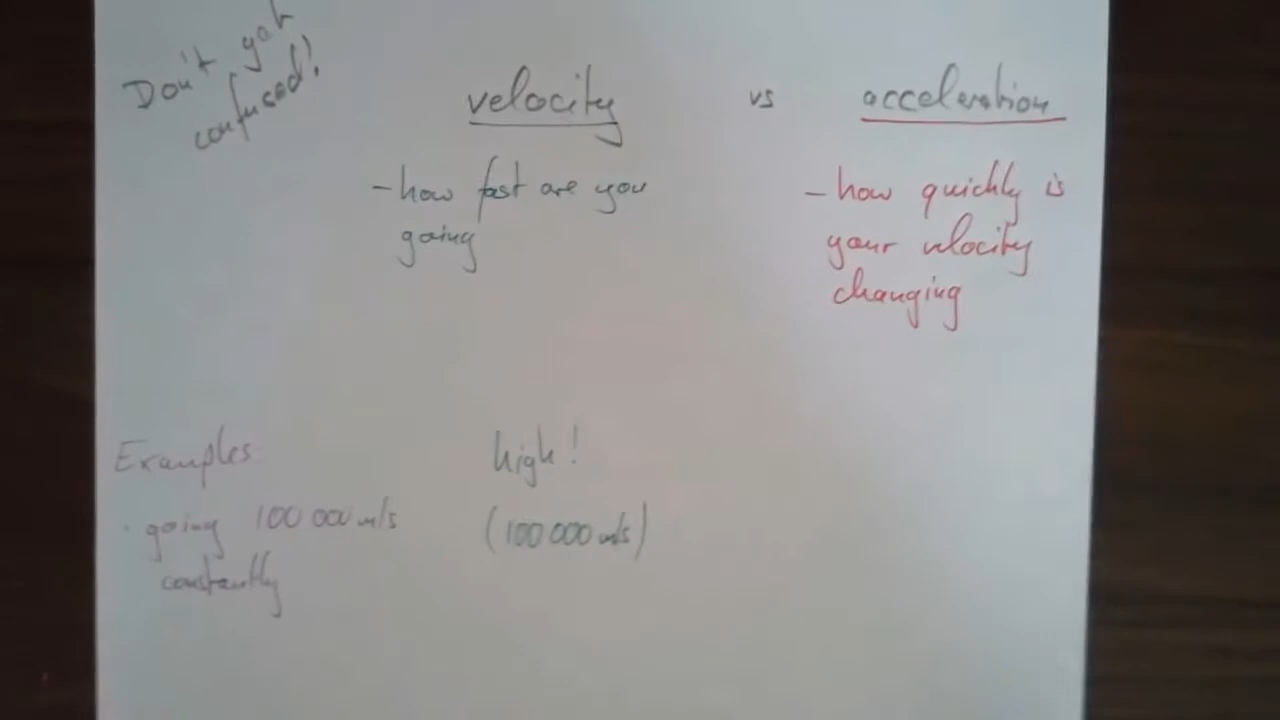 Don't get
confused!
velocity vs acceleration
- how fast are you
going
- how quickly is
your velocity
changing
Examples:
· going 100 000 m/s
constantly
high!
(100 000 m/s)